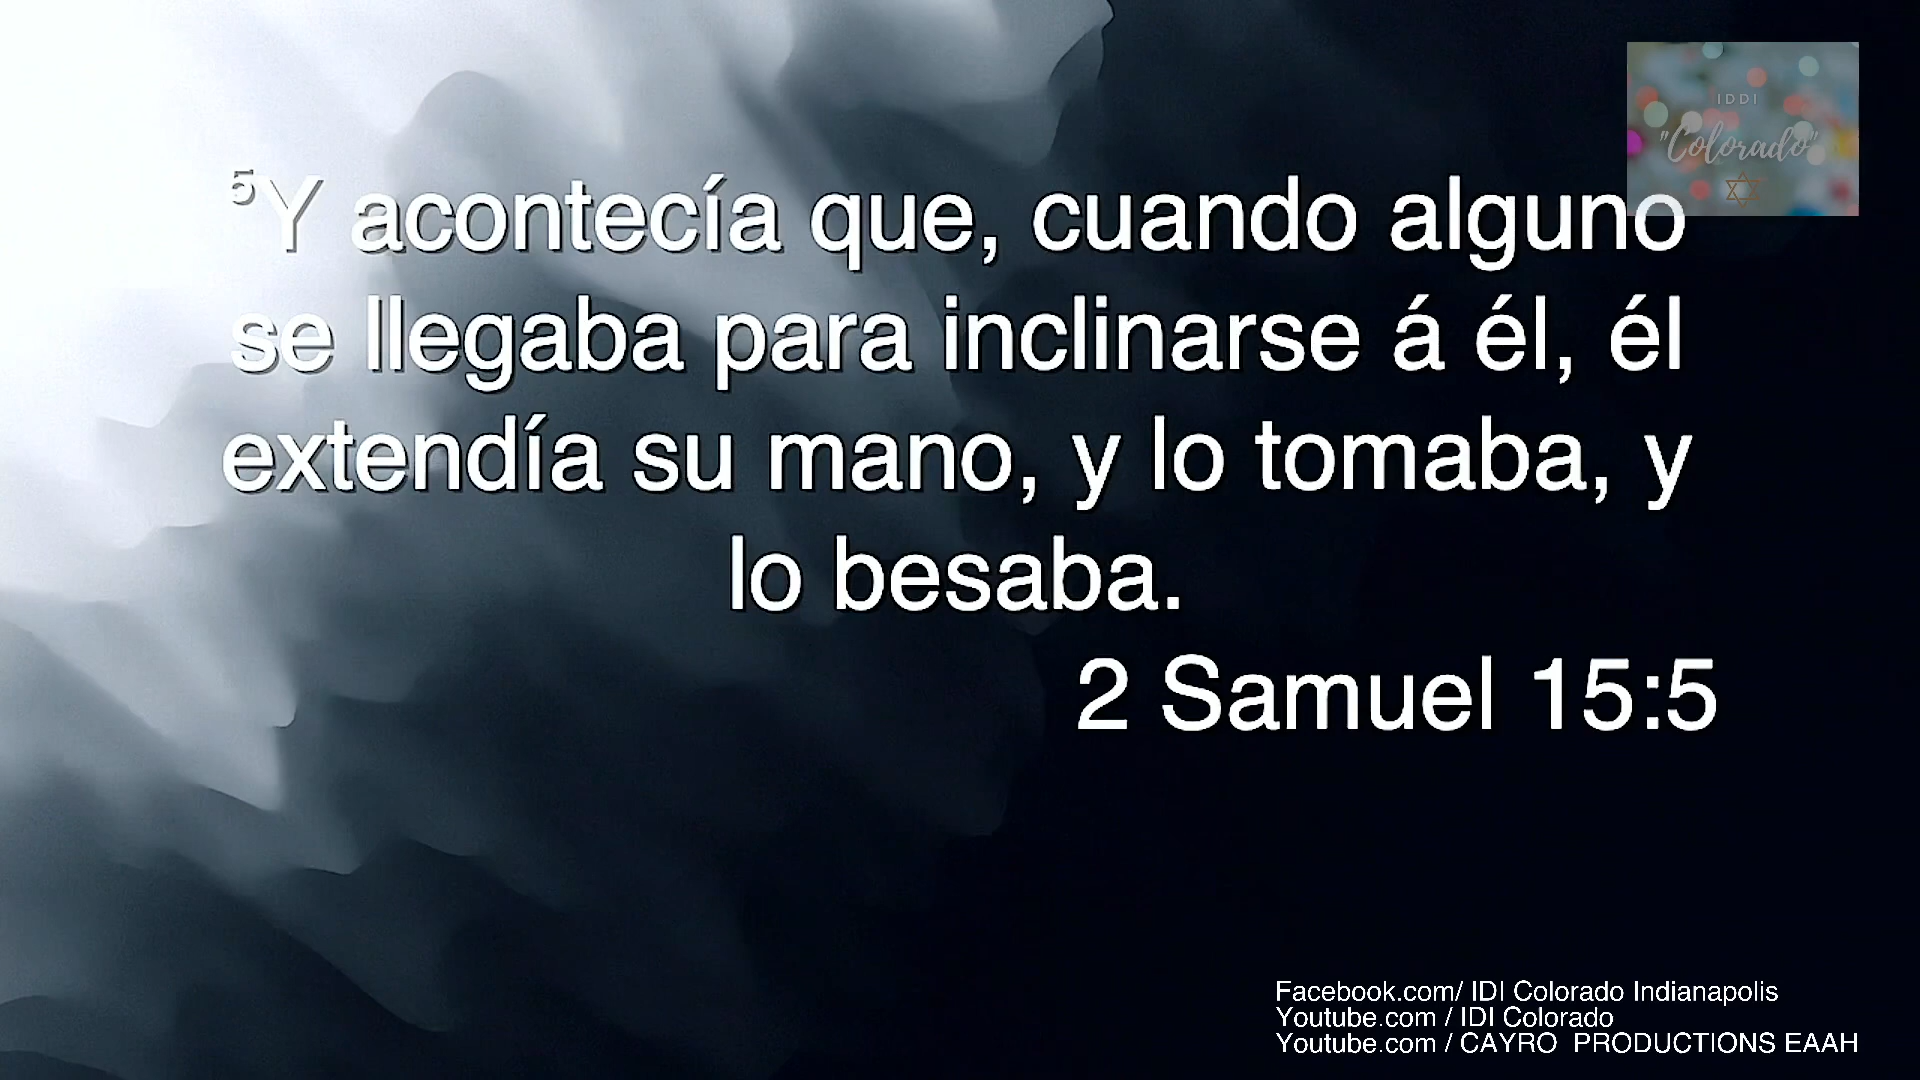 IDDI
"Colorado"
⁵Y acontecía que, cuando alguno
se llegaba para inclinarse á él, él
extendía su mano, y lo tomaba, y
lo besaba.
2 Samuel 15:5
Facebook.com/ IDI Colorado Indianapolis
Youtube.com / IDI Colorado
Youtube.com / CAYRO  PRODUCTIONS EAAH